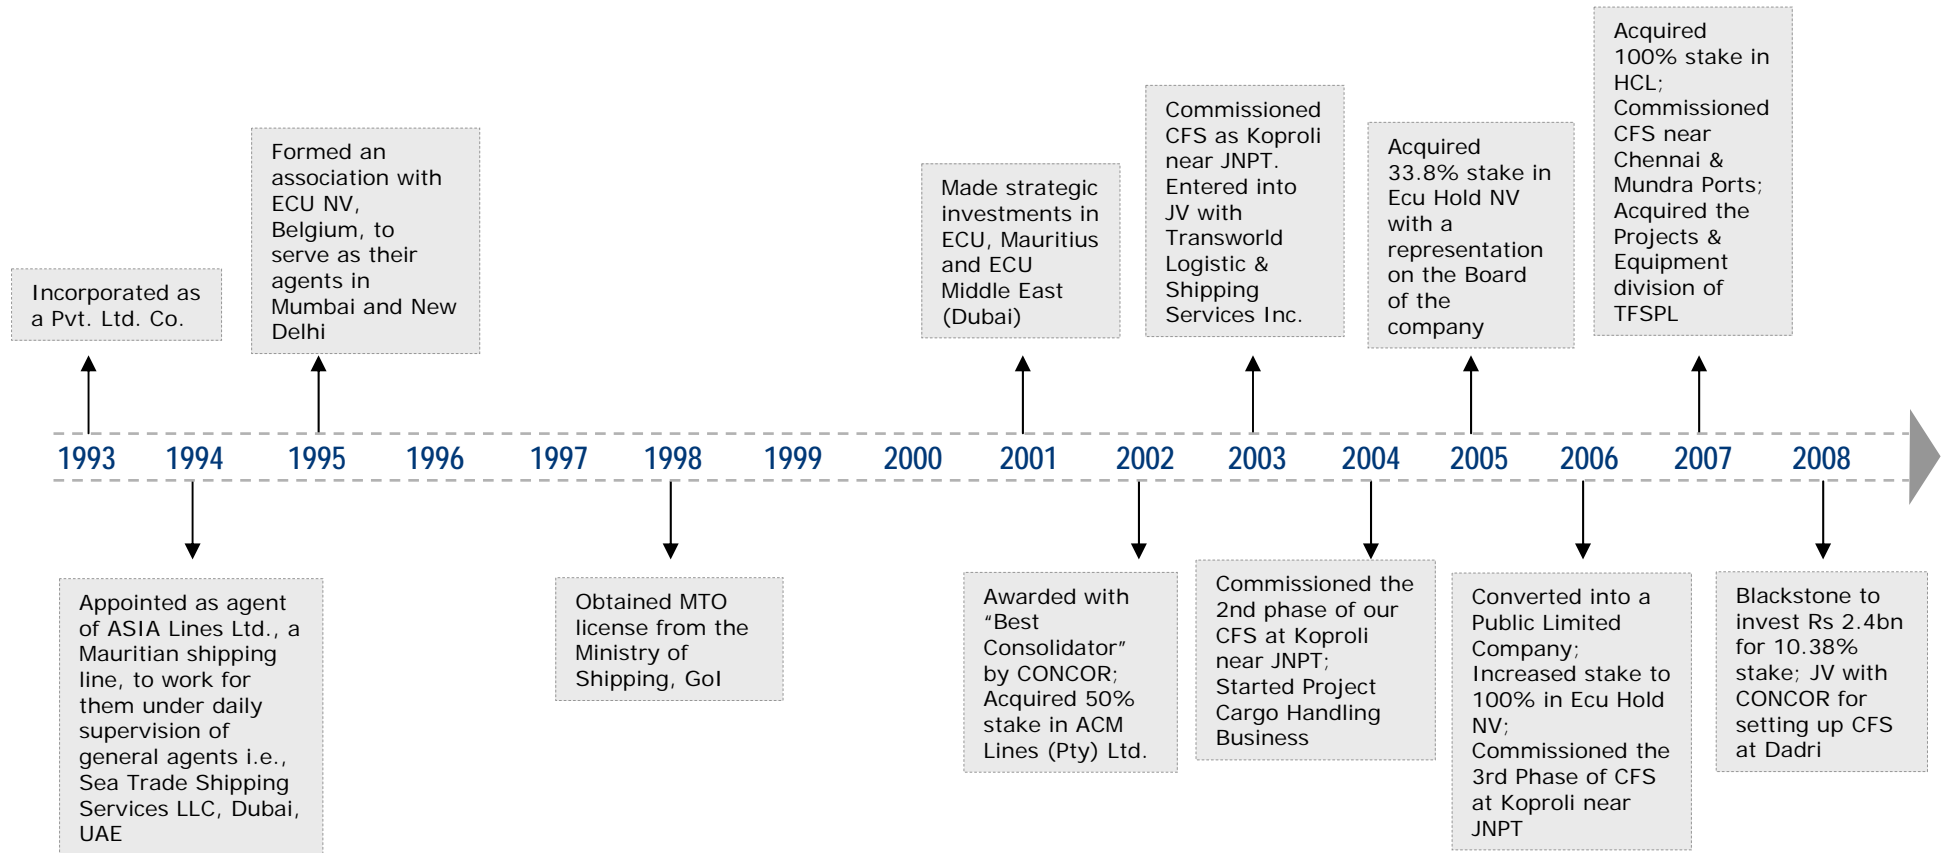 Acquired
100% stake in
HCL;
Commissioned
CFS near
Chennai &
Mundra Ports;
Acquired the
Projects &
Equipment
division of
TFSPL
Commissioned
CFS as Koproli
near JNPT.
Entered into
JV with
Transworld
Logistic &
Shipping
Services Inc.
Acquired
33.8% stake in
Ecu Hold NV
with a
representation
on the Board
of the
company
Formed an
association with
ECU NV,
Belgium, to
serve as their
agents in
Mumbai and New
Delhi
Made strategic
investments in
ECU, Mauritius
and ECU
Middle East
(Dubai)
Incorporated as
a Pvt. Ltd. Co.
1993 1994 1995 1996 1997 1998 1999 2000 2001 2002 2003 2004 2005 2006 2007 2008
Appointed as agent
of ASIA Lines Ltd., a
Mauritian shipping
line, to work for
them under daily
supervision of
general agents i.e.,
Sea Trade Shipping
Services LLC, Dubai,
UAE
Obtained MTO
license from the
Ministry of
Shipping, GoI
Awarded with
“Best
Consolidator”
by CONCOR;
Acquired 50%
stake in ACM
Lines (Pty) Ltd.
Commissioned the
2nd phase of our
CFS at Koproli
near JNPT;
Started Project
Cargo Handling
Business
Converted into a
Public Limited
Company;
Increased stake to
100% in Ecu Hold
NV;
Commissioned the
3rd Phase of CFS
at Koproli near
JNPT
Blackstone to
invest Rs 2.4bn
for 10.38%
stake; JV with
CONCOR for
setting up CFS
at Dadri